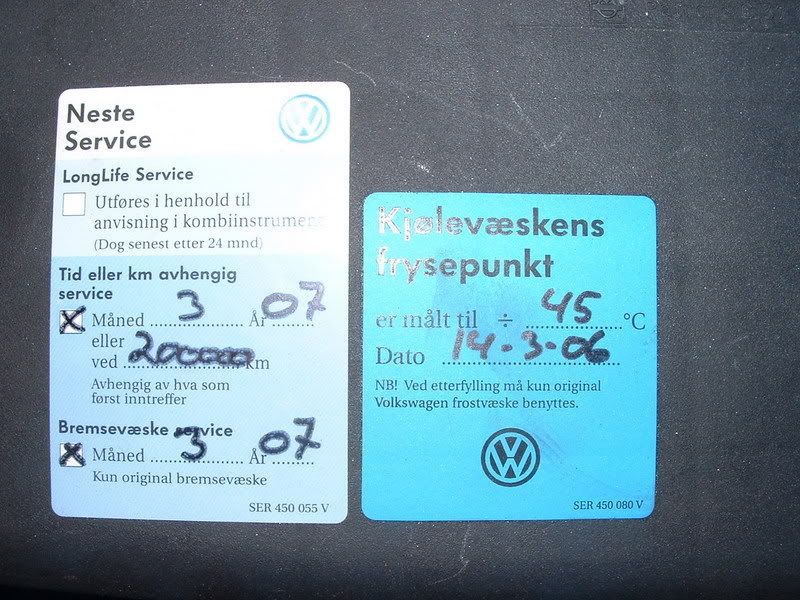 Neste
Service
LongLife Service
Utføres i henhold til
anvisning i kombiinstrument
(Dog senest etter 24 mnd)
Tid eller km avhengig
service
Måned 3 År 07
eller
ved 200000 km
Avhengig av hva som
først inntreffer
Bremsevæske service
Måned 3 År 07
Kun original bremsevæske
SER 450 055 V
Kjølevæskens
frysepunkt
er målt til ÷ 45 °C
Dato 14-3-06
NB! Ved etterfylling må kun original
Volkswagen frostvæske benyttes.
SER 450 080 V